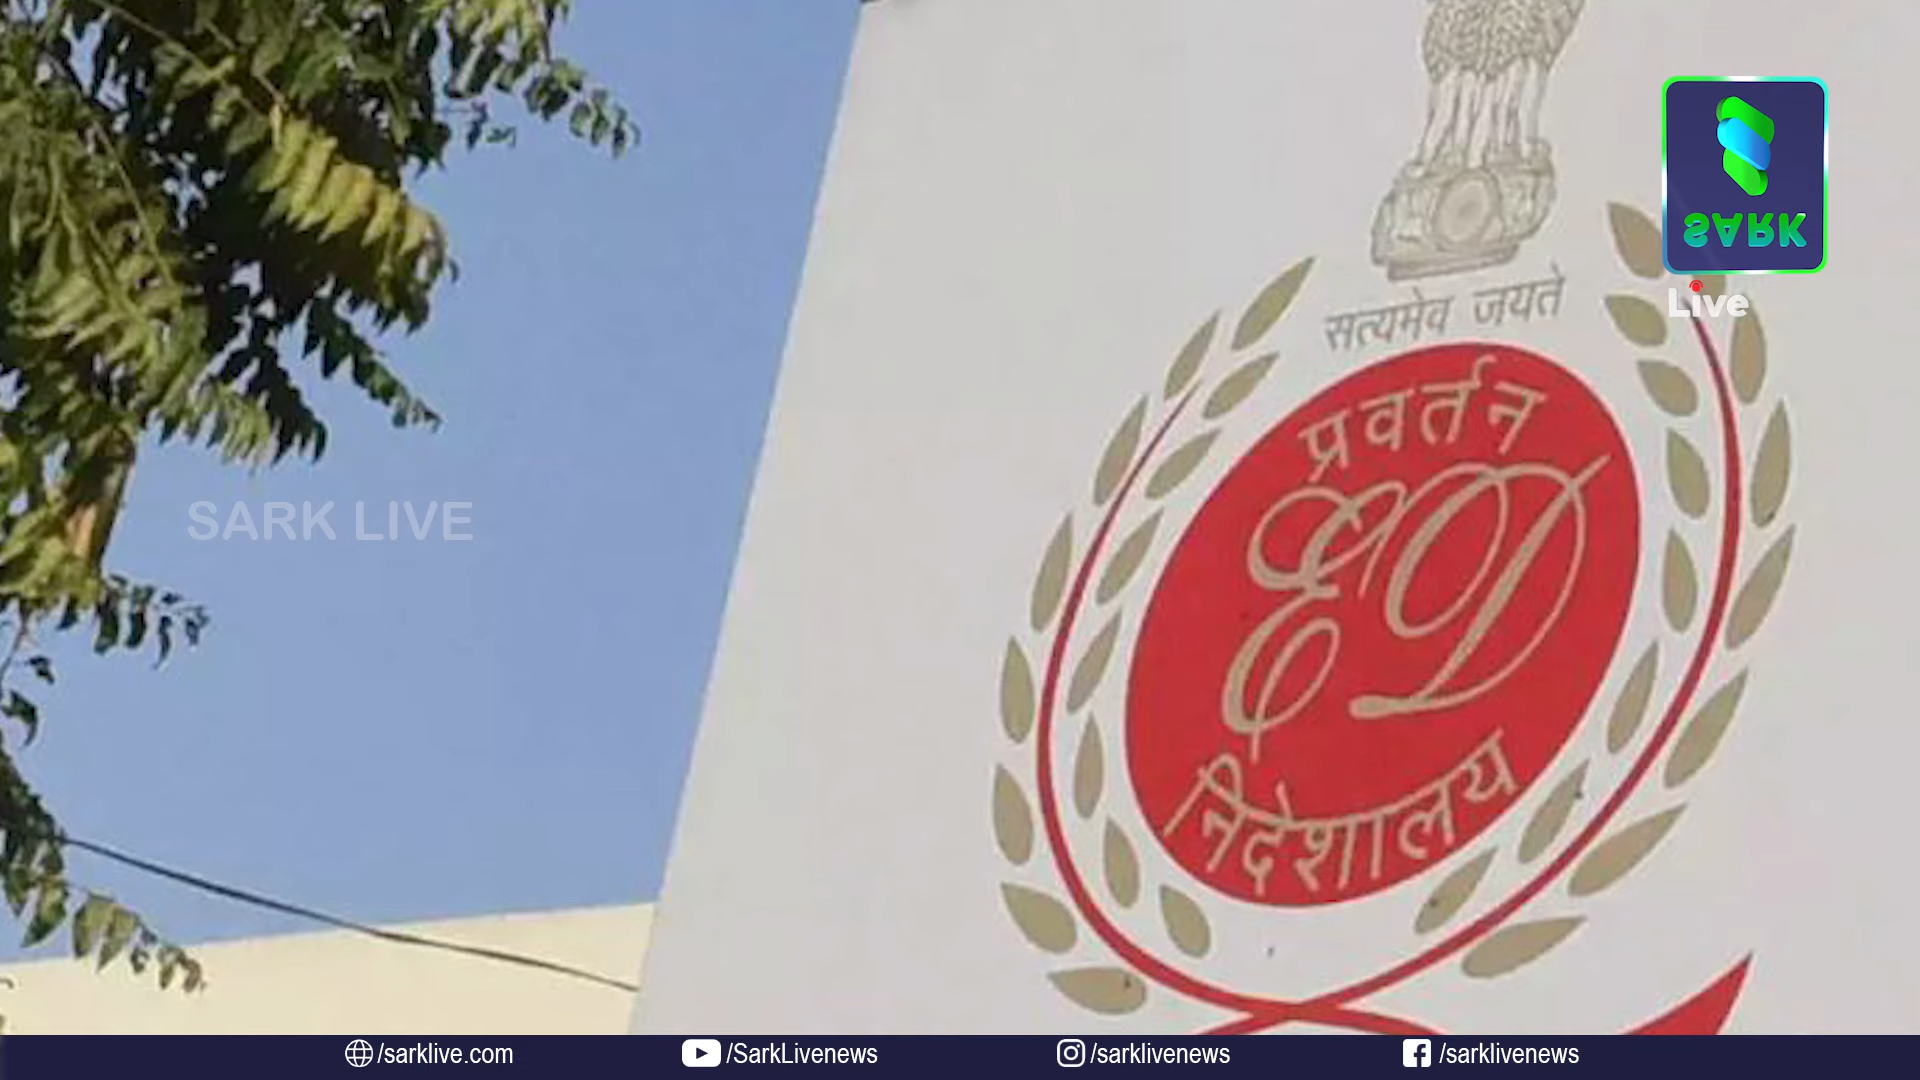 SARK
Live
सत्यमेव जयते
प्रवर्तन
ED
निदेशालय
SARK LIVE
/sarklive.com
/SarkLivenews
/sarklivenews
/sarklivenews